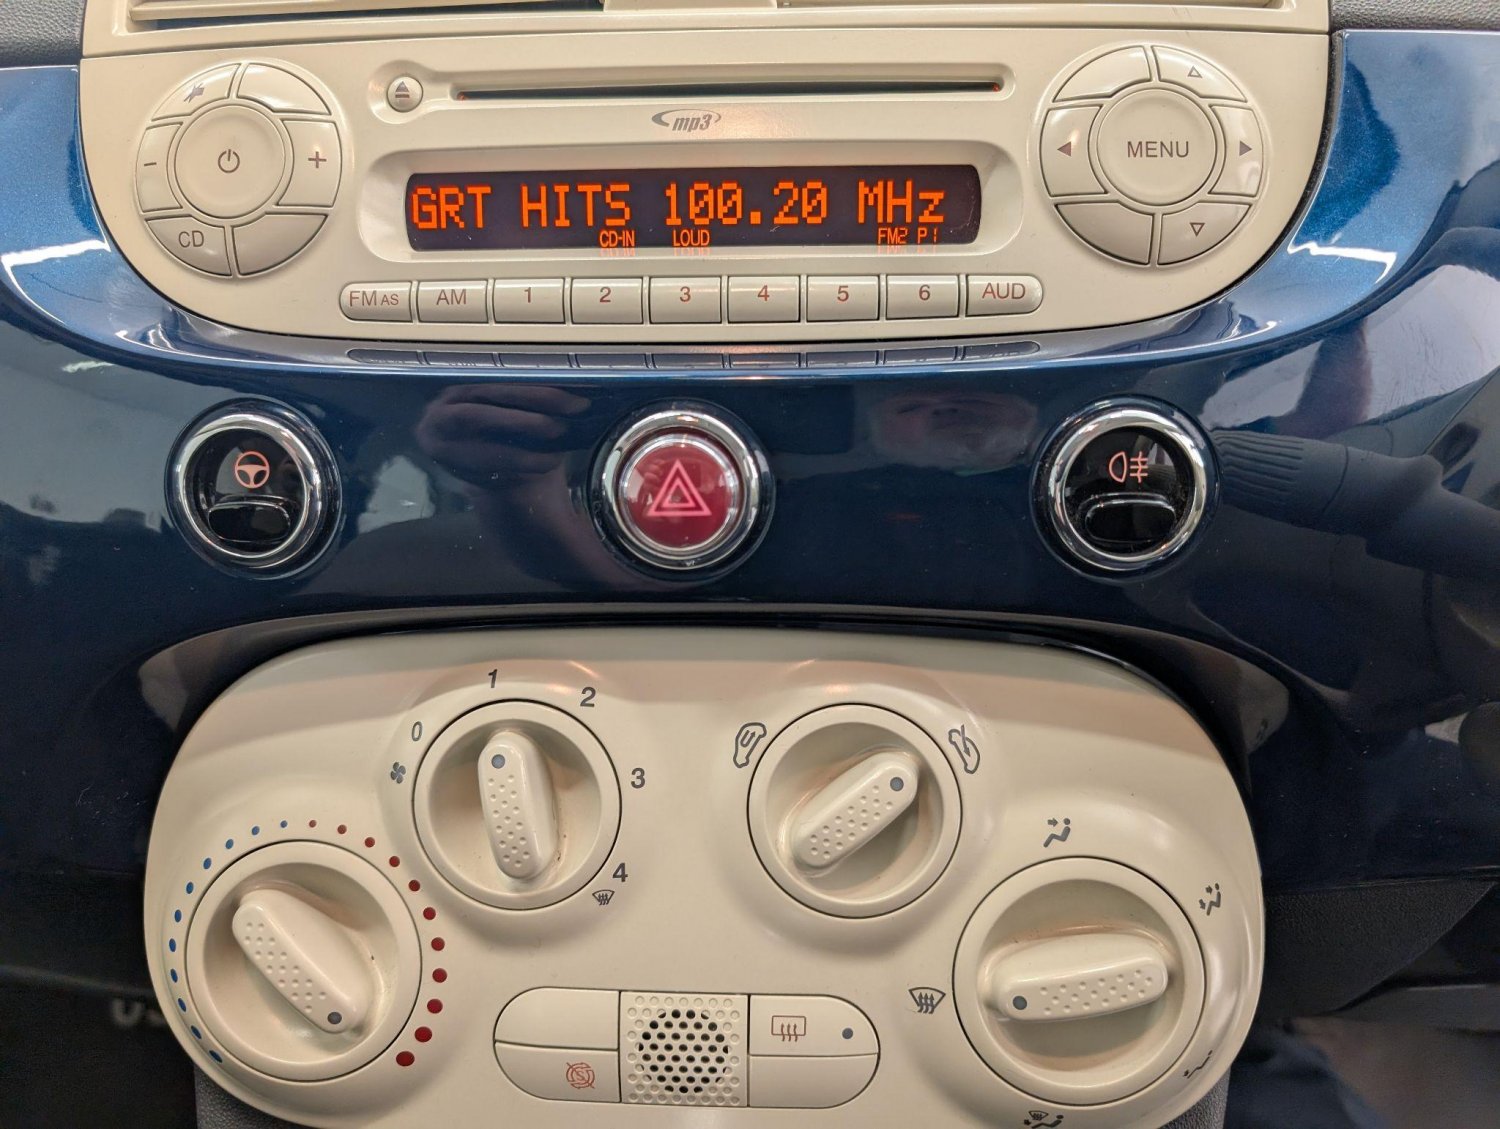 mp3
GRT HITS 100.20 MHz
CD-IN LOUD FM2 P1
MENU
CD
FM AS AM 1 2 3 4 5 6 AUD
1
2
0
3
4